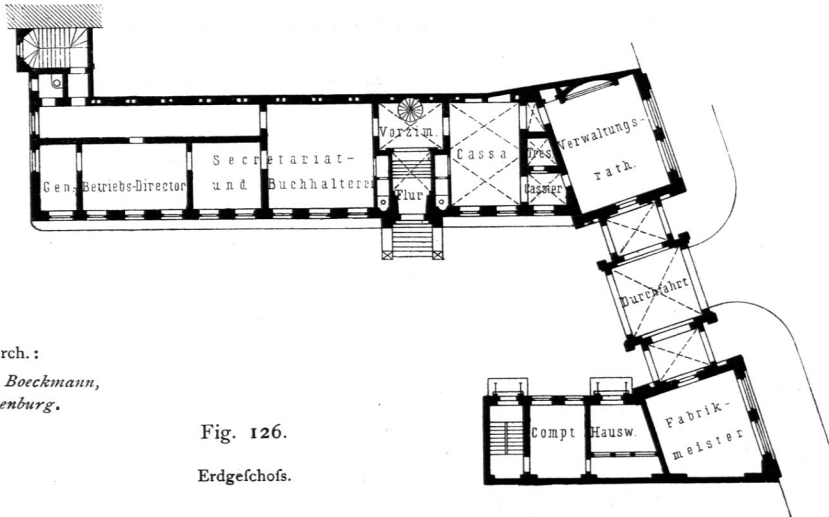 Vorzim.
Verwaltungs-
rath.
Secretariat-
und Buchhalterei
Cassa
Tres.
Cassier
Gen.
Betriebs-Director
Flur
Durchfahrt
rch.:
Boeckmann,
enburg.
Fig. 126.
Erdgeſchoſs.
Compt
Hausw.
Fabrik-
meister